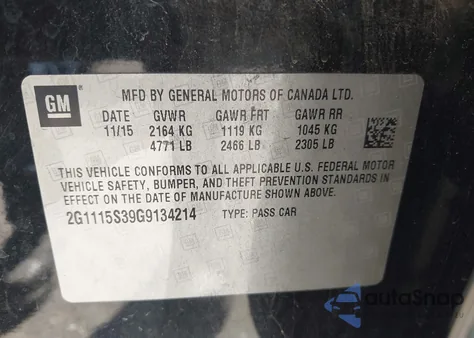 GM
MFD BY GENERAL MOTORS OF CANADA LTD.
DATE GVWR GAWR FRT GAWR RR
11/15 2164 KG 1119 KG 1045 KG
4771 LB 2466 LB 2305 LB
THIS VEHICLE CONFORMS TO ALL APPLICABLE U.S. FEDERAL MOTOR
VEHICLE SAFETY, BUMPER, AND THEFT PREVENTION STANDARDS IN
EFFECT ON THE DATE OF MANUFACTURE SHOWN ABOVE.
2G1115S39G9134214 TYPE: PASS CAR
autoSnap